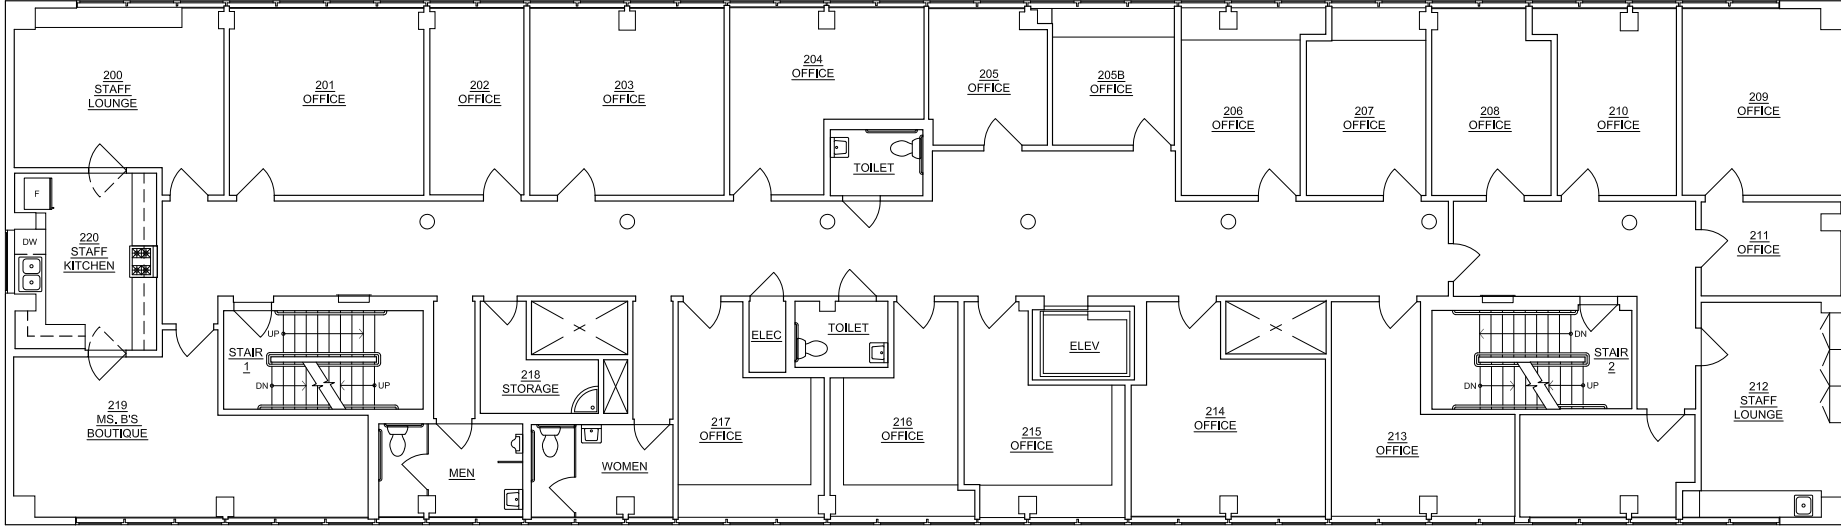 200
STAFF
LOUNGE
201
OFFICE
202
OFFICE
203
OFFICE
204
OFFICE
205
OFFICE
205B
OFFICE
206
OFFICE
207
OFFICE
208
OFFICE
210
OFFICE
209
OFFICE
TOILET
F
DW
220
STAFF
KITCHEN
211
OFFICE
UP
STAIR
1
DN
UP
218
STORAGE
ELEC
TOILET
ELEV
DN
STAIR
2
DN
UP
219
MS. B'S
BOUTIQUE
MEN
WOMEN
217
OFFICE
216
OFFICE
215
OFFICE
214
OFFICE
213
OFFICE
212
STAFF
LOUNGE